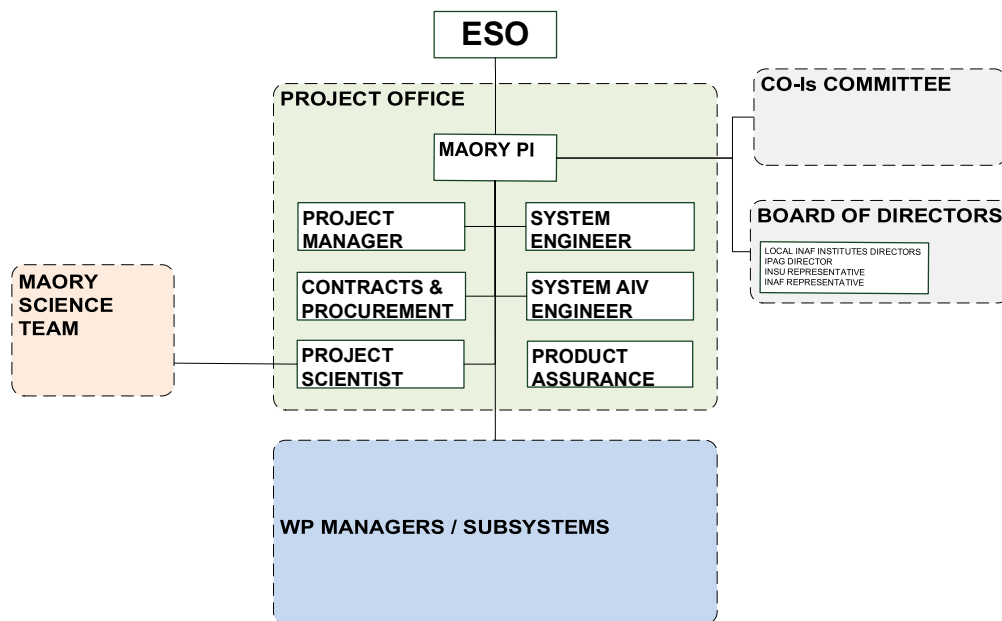 ESO
PROJECT OFFICE
CO-Is COMMITTEE
MAORY PI
BOARD OF DIRECTORS
LOCAL INAF INSTITUTES DIRECTORS
IPAG DIRECTOR
INSU REPRESENTATIVE
INAF REPRESENTATIVE
PROJECT
MANAGER
SYSTEM
ENGINEER
MAORY
SCIENCE
TEAM
CONTRACTS &
PROCUREMENT
SYSTEM AIV
ENGINEER
PROJECT
SCIENTIST
PRODUCT
ASSURANCE
WP MANAGERS / SUBSYSTEMS